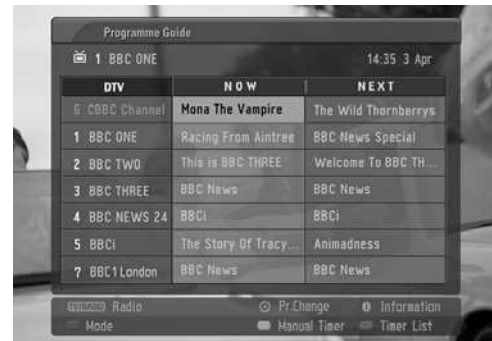 Programme Guide
1 BBC ONE 14:35 3 Apr
DTV NOW NEXT
6 CBBC Channel Mona The Vampire The Wild Thornberrys
1 BBC ONE Racing From Aintree BBC News Special
2 BBC TWO This is BBC THREE Welcome To BBC TH...
3 BBC THREE BBC News BBC News
4 BBC NEWS 24 BBCi BBCi
5 BBCi The Story Of Tracy... Animadness
7 BBC1 London BBC News BBC News
TV/RADIO Radio Pr.Change i Information
Mode Manual Timer Timer List